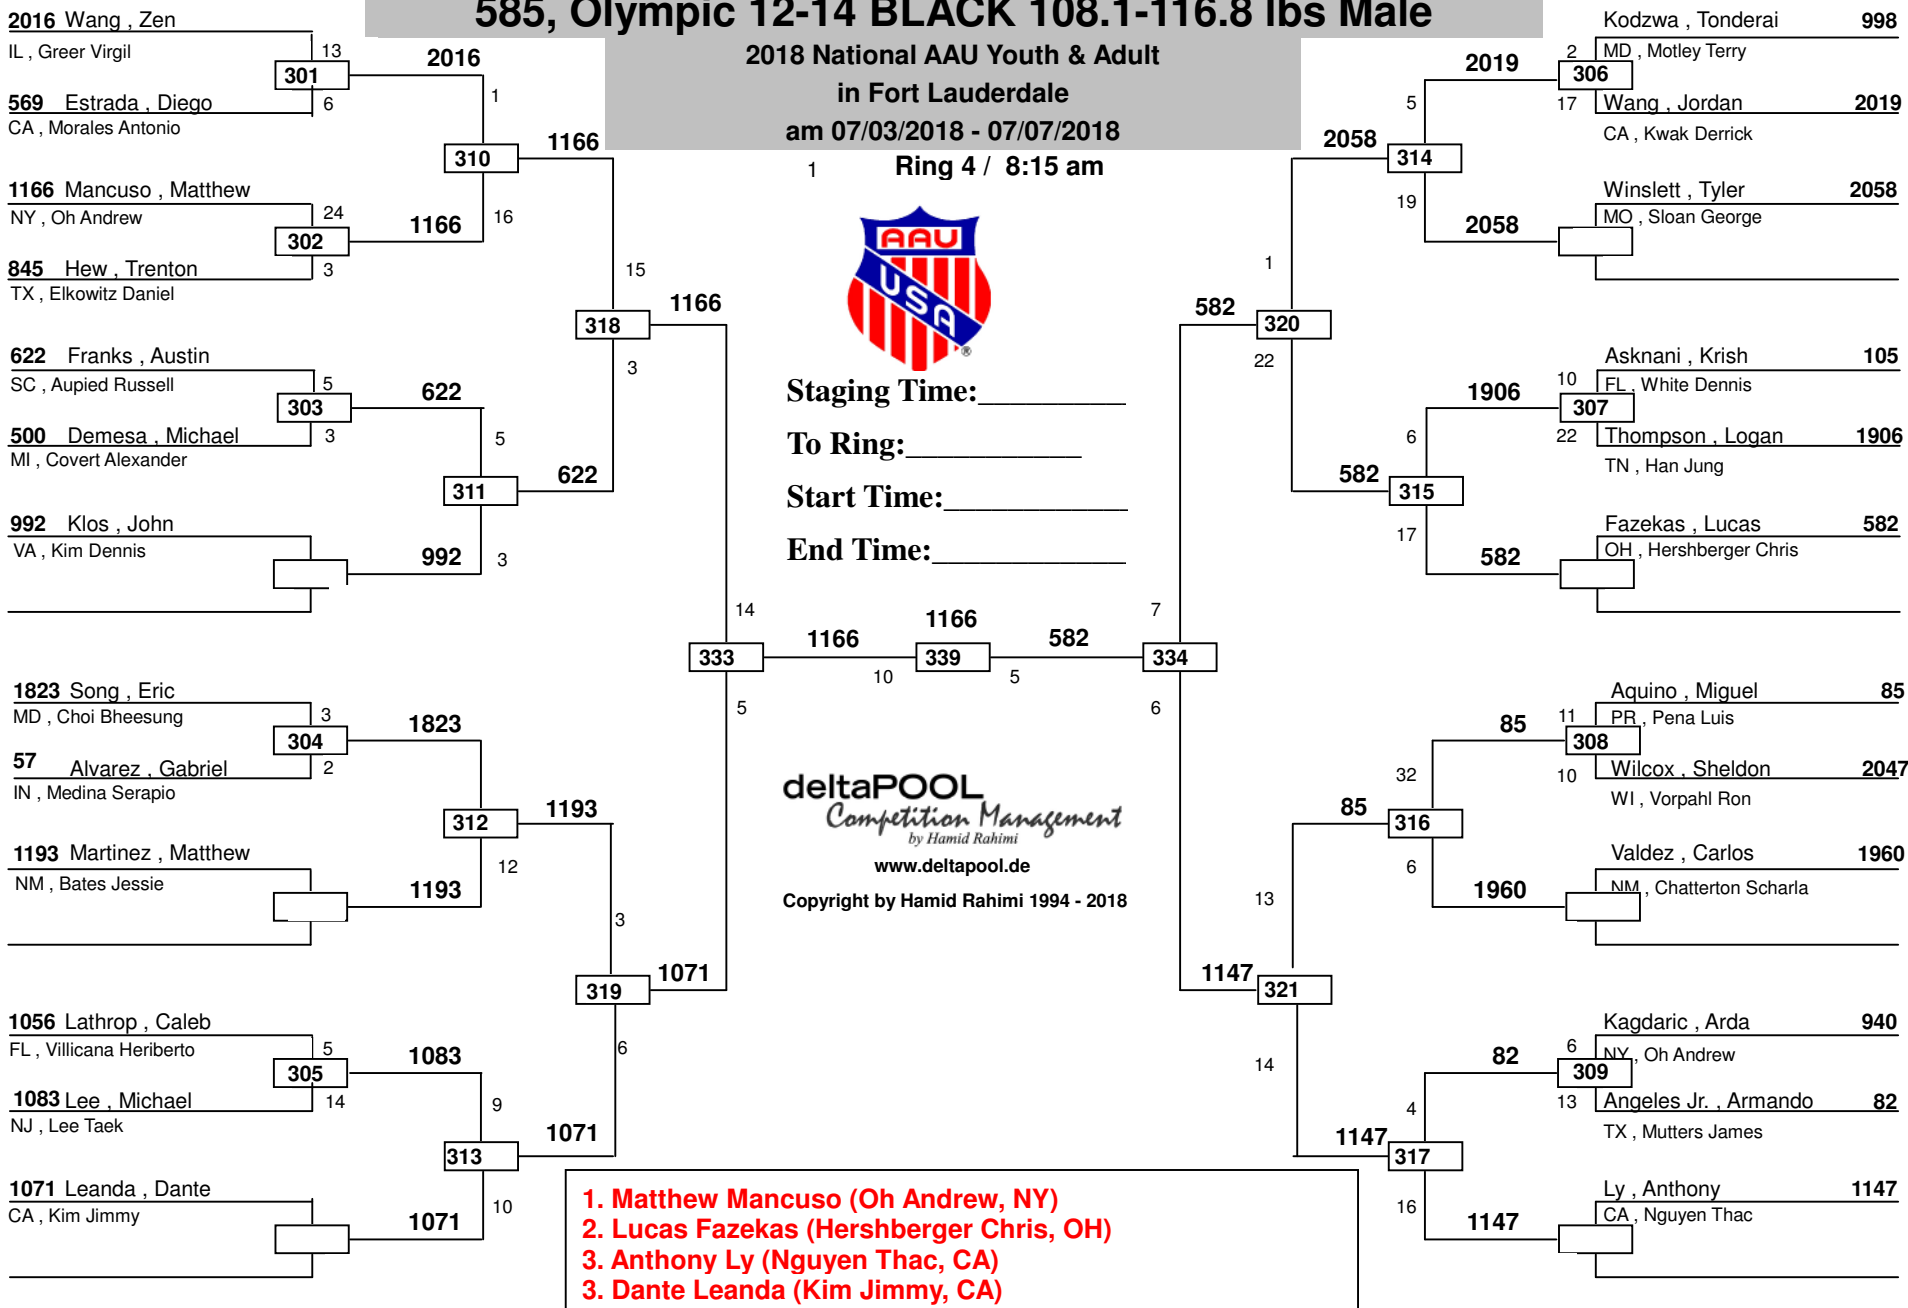 585, Olympic 12-14 BLACK 108.1-116.8 lbs Male
2018 National AAU Youth & Adult
in Fort Lauderdale
am 07/03/2018 - 07/07/2018
1 Ring 4 / 8:15 am
AAU
USA
®
Staging Time:__________
To Ring:____________
Start Time:____________
End Time:_____________
2016 Wang , Zen
IL , Greer Virgil
13
301
2016
569 Estrada , Diego
6
CA , Morales Antonio
1
310
1166
1166 Mancuso , Matthew
NY , Oh Andrew
24
302
1166
16
845 Hew , Trenton
3
TX , Elkowitz Daniel
15
318
1166
3
622 Franks , Austin
SC , Aupied Russell
5
303
622
500 Demesa , Michael
3
MI , Covert Alexander
5
311
622
992 Klos , John
VA , Kim Dennis
992
3
14
333
1166
5
1823 Song , Eric
MD , Choi Bheesung
3
304
1823
57 Alvarez , Gabriel
2
IN , Medina Serapio
312
1193
12
1193 Martinez , Matthew
NM , Bates Jessie
1193
3
319
1071
6
1056 Lathrop , Caleb
FL , Villicana Heriberto
5
305
1083
1083 Lee , Michael
14
NJ , Lee Taek
9
313
1071
10
1071 Leanda , Dante
CA , Kim Jimmy
1071
1166
339
10
5
582
7
334
6
Kodzwa , Tonderai 998
2
MD , Motley Terry
2019
306
5
17
Wang , Jordan 2019
CA , Kwak Derrick
2058
314
Winslett , Tyler 2058
19
MO , Sloan George
2058
1
582
320
22
Asknani , Krish 105
10
FL , White Dennis
1906
307
6
22
Thompson , Logan 1906
TN , Han Jung
582
315
17
Fazekas , Lucas 582
OH , Hershberger Chris
582
Aquino , Miguel 85
11
PR , Pena Luis
85
308
32
10
Wilcox , Sheldon 2047
WI , Vorpahl Ron
85
316
6
Valdez , Carlos 1960
NM , Chatterton Scharla
1960
13
1147
321
14
Kagdaric , Arda 940
6
NY , Oh Andrew
82
309
4
13
Angeles Jr. , Armando 82
TX , Mutters James
1147
317
16
Ly , Anthony 1147
CA , Nguyen Thac
1147
deltaPOOL
Competition Management
by Hamid Rahimi
www.deltapool.de
Copyright by Hamid Rahimi 1994 - 2018
1. Matthew Mancuso (Oh Andrew, NY)
2. Lucas Fazekas (Hershberger Chris, OH)
3. Anthony Ly (Nguyen Thac, CA)
3. Dante Leanda (Kim Jimmy, CA)